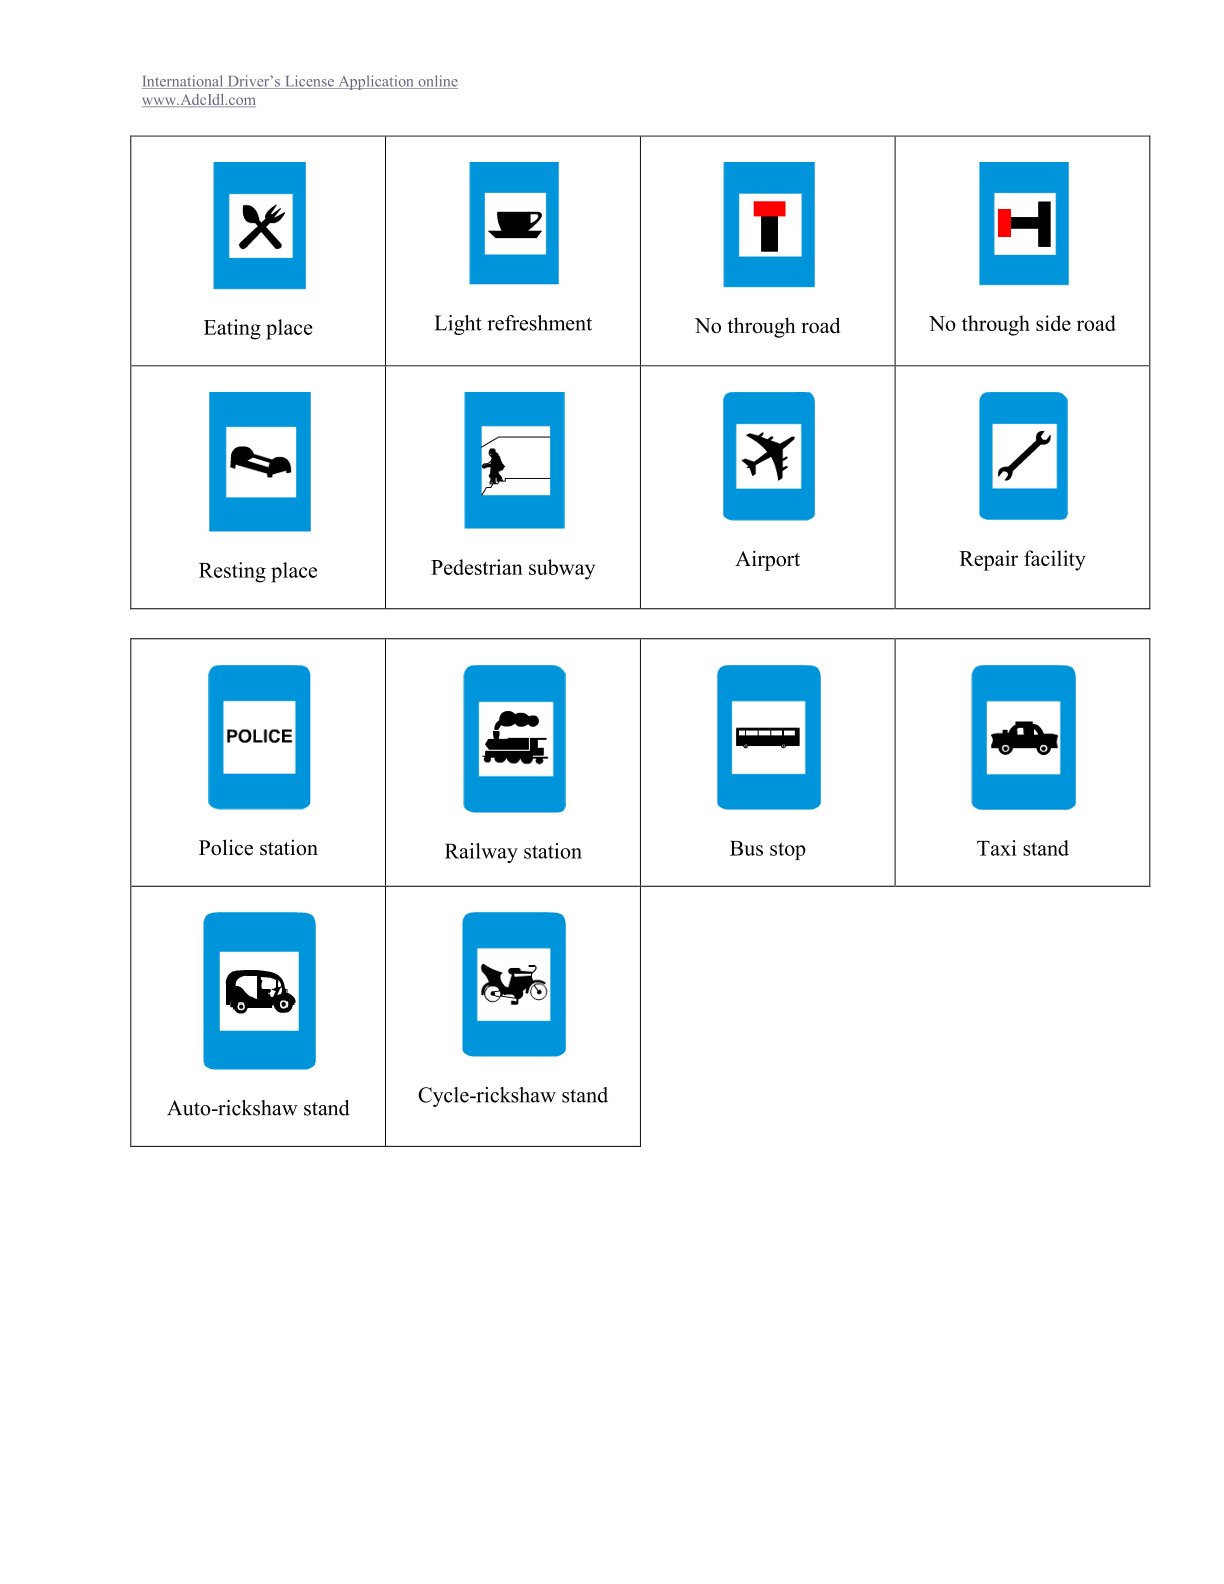 International Driver’s License Application online
www.AdcIdl.com
Eating place
Light refreshment
No through road
No through side road
Resting place
Pedestrian subway
Airport
Repair facility
POLICE
Police station
Railway station
Bus stop
Taxi stand
Auto-rickshaw stand
Cycle-rickshaw stand